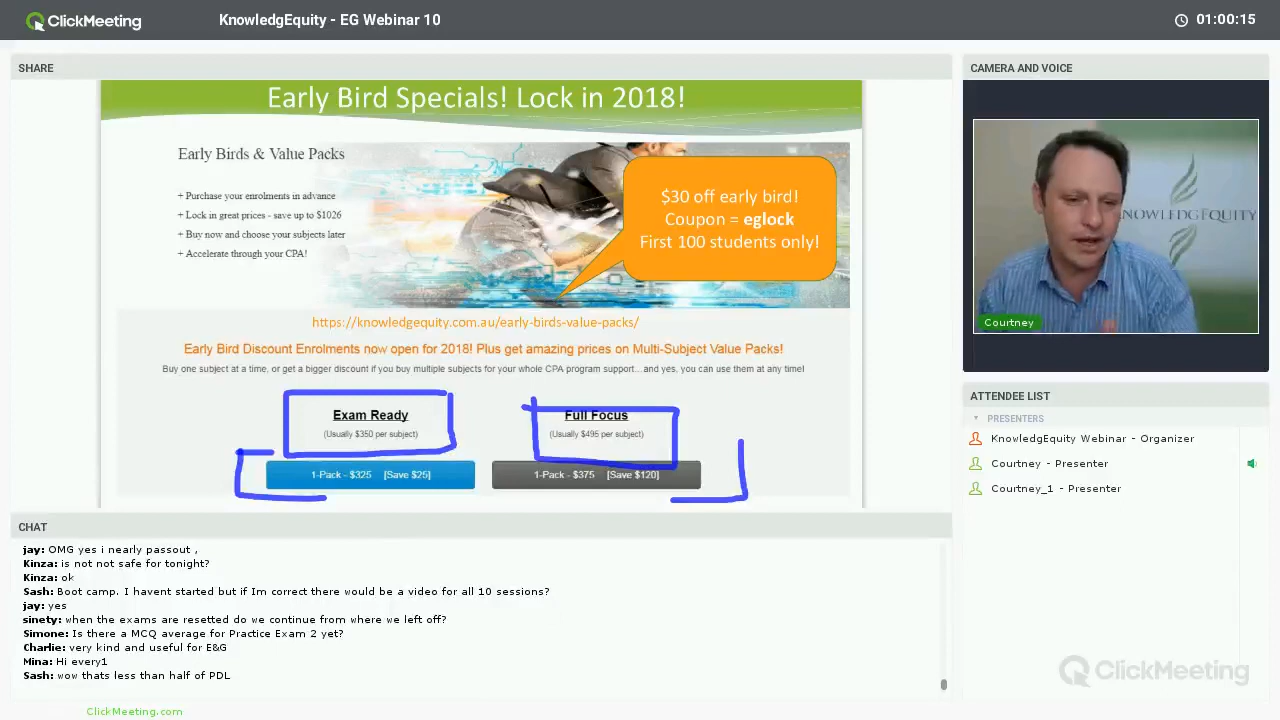 ClickMeeting
KnowledgEquity - EG Webinar 10
01:00:15
SHARE
Early Bird Specials! Lock in 2018!
Early Birds & Value Packs
+ Purchase your enrolments in advance
+ Lock in great prices - save up to $1026
+ Buy now and choose your subjects later
+ Accelerate through your CPA!
$30 off early bird!
Coupon = eglock
First 100 students only!
https://knowledgequity.com.au/early-birds-value-packs/
Early Bird Discount Enrolments now open for 2018! Plus get amazing prices on Multi-Subject Value Packs!
Buy one subject at a time, or get a bigger discount if you buy multiple subjects for your whole CPA program support... and yes, you can use them at any time!
Exam Ready
(Usually $350 per subject)
1-Pack - $325 [Save $25]
Full Focus
(Usually $495 per subject)
1-Pack - $375 [Save $120]
CAMERA AND VOICE
KNOWLEDGEQUITY
Courtney
ATTENDEE LIST
PRESENTERS
KnowledgEquity Webinar - Organizer
Courtney - Presenter
Courtney_1 - Presenter
CHAT
jay: OMG yes i nearly passout ,
Kinza: is not not safe for tonight?
Kinza: ok
Sash: Boot camp. I havent started but if Im correct there would be a video for all 10 sessions?
jay: yes
sinety: when the exams are resetted do we continue from where we left off?
Simone: Is there a MCQ average for Practice Exam 2 yet?
Charlie: very kind and useful for E&G
Mina: Hi every1
Sash: wow thats less than half of PDL
ClickMeeting
ClickMeeting.com